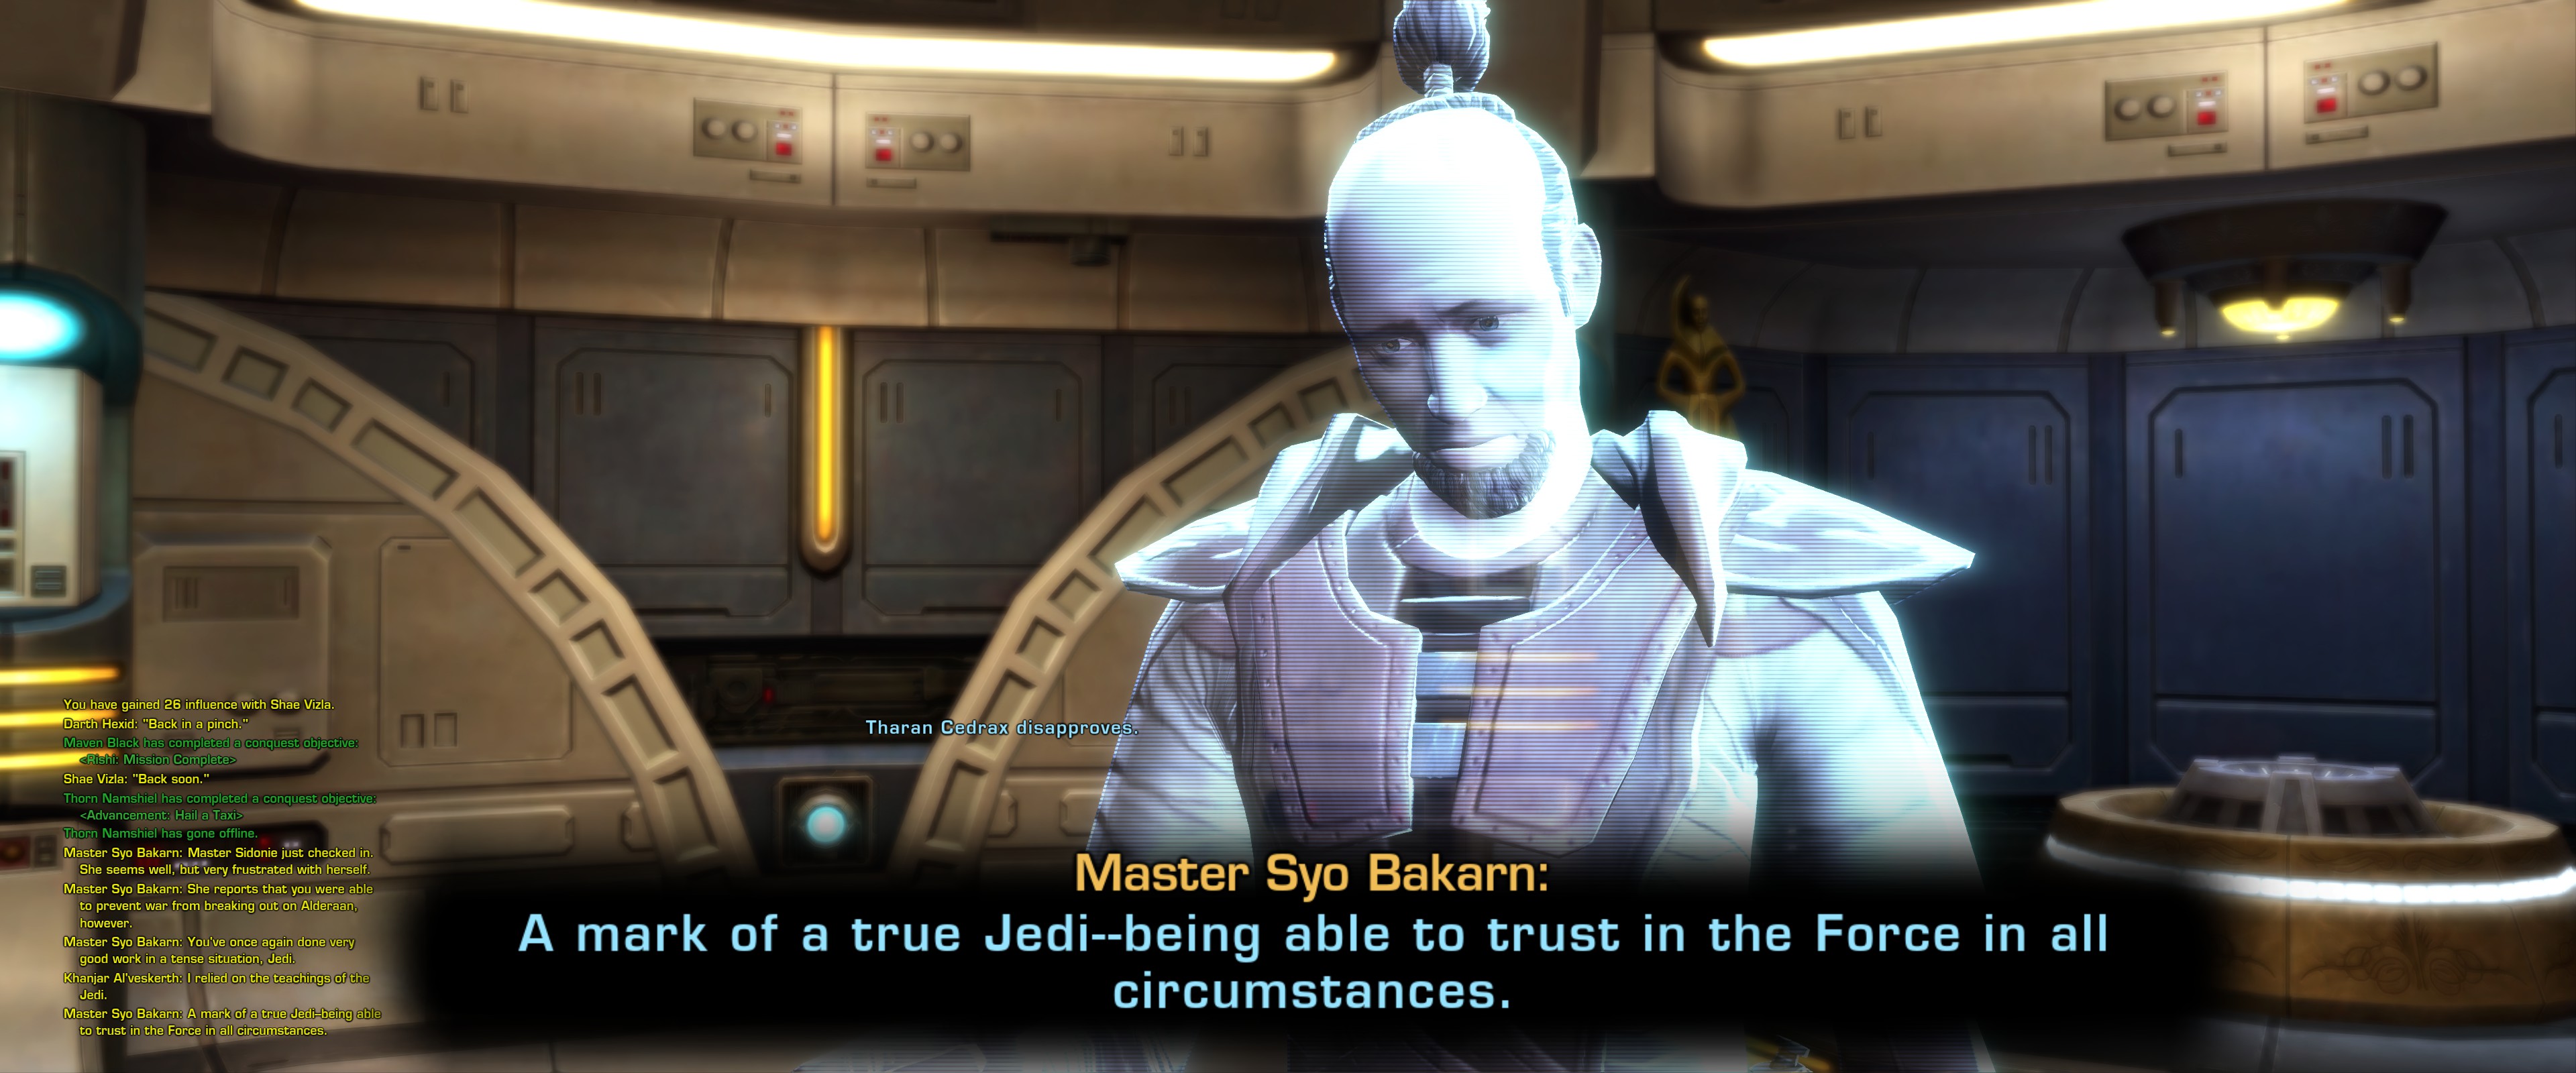 You have gained 26 influence with Shae Vizla.
Darth Hexid: "Back in a pinch."
Maven Black has completed a conquest objective:
<Rishi: Mission Complete>
Shae Vizla: "Back soon."
Thorn Namshiel has completed a conquest objective:
<Advancement: Hail a Taxi>
Thorn Namshiel has gone offline.
Master Syo Bakarn: Master Sidonie just checked in.
She seems well, but very frustrated with herself.
Master Syo Bakarn: She reports that you were able
to prevent war from breaking out on Alderaan,
however.
Master Syo Bakarn: You've once again done very
good work in a tense situation, Jedi.
Khanjar Al'veskerth: I relied on the teachings of the
Jedi.
Master Syo Bakarn: A mark of a true Jedi--being able
to trust in the Force in all circumstances.
Tharan Cedrax disapproves.
Master Syo Bakarn:
A mark of a true Jedi--being able to trust in the Force in all
circumstances.